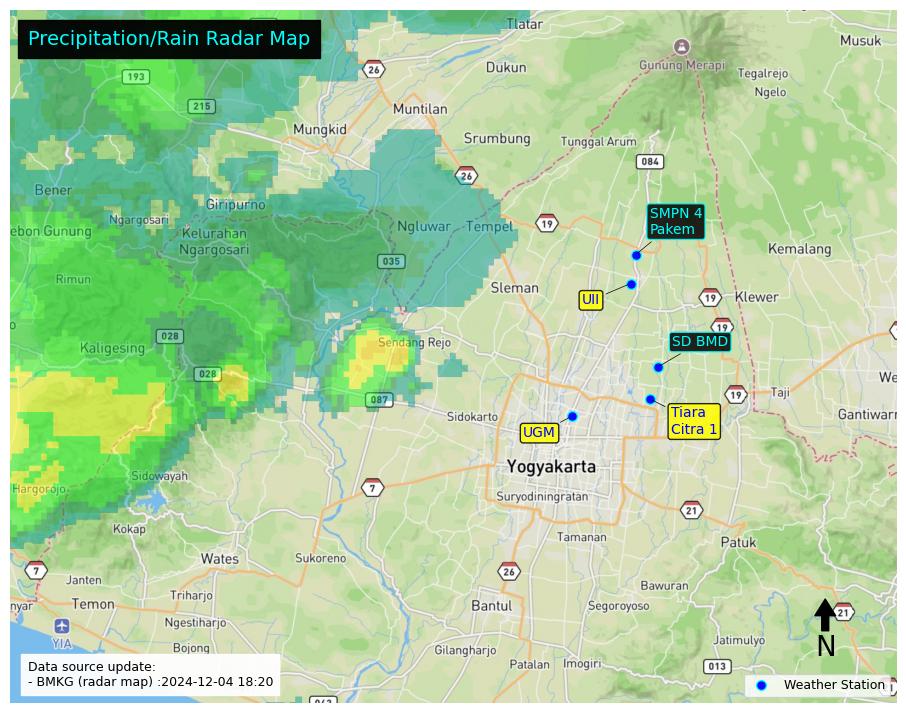 Precipitation/Rain Radar Map
Tlatar
Musuk
26
Dukun
Gunung Merapi
Tegalrejo
193
Ngelo
215
Muntilan
Mungkid
Srumbung
Tunggal Arum
084
26
Bener
Giripurno
Ngargosari
SMPN 4
Pakem
19
Ngluwar
Tempel
ebon Gunung
Kelurahan
Ngargosari
Kemalang
035
Rimun
Sleman
UII
19
Klewer
19
028
Sendang Rejo
SD BMD
Kaligesing
028
We
Taji
19
087
Tiara
Citra 1
Gantiwarn
Sidokarto
UGM
Yogyakarta
Sidowayah
Hargorojo
7
Suryodiningratan
21
Kokap
Tamanan
Patuk
Wates
Sukoreno
7
26
Janten
Bawuran
Triharjo
nyar
Temon
Bantul
Segoroyoso
21
Ngestiharjo
YIA
Jatimulyo
N
Bojong
Gilangharjo
Patalan
Imogiri
013
Data source update:
- BMKG (radar map) :2024-12-04 18:20
Weather Station